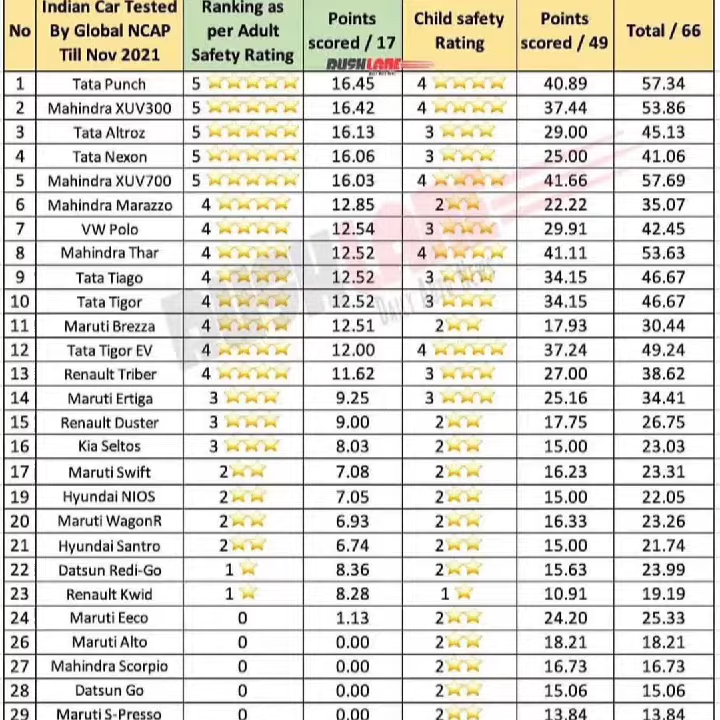 No | Indian Car Tested By Global NCAP Till Nov 2021 | Ranking as per Adult Safety Rating | Points scored / 17 | Child safety Rating | Points scored / 49 | Total / 66
RUSHLANE
1 | Tata Punch | 5 | 16.45 | 4 | 40.89 | 57.34
2 | Mahindra XUV300 | 5 | 16.42 | 4 | 37.44 | 53.86
3 | Tata Altroz | 5 | 16.13 | 3 | 29.00 | 45.13
4 | Tata Nexon | 5 | 16.06 | 3 | 25.00 | 41.06
5 | Mahindra XUV700 | 5 | 16.03 | 4 | 41.66 | 57.69
6 | Mahindra Marazzo | 4 | 12.85 | 2 | 22.22 | 35.07
7 | VW Polo | 4 | 12.54 | 3 | 29.91 | 42.45
8 | Mahindra Thar | 4 | 12.52 | 4 | 41.11 | 53.63
9 | Tata Tiago | 4 | 12.52 | 3 | 34.15 | 46.67
10 | Tata Tigor | 4 | 12.52 | 3 | 34.15 | 46.67
11 | Maruti Brezza | 4 | 12.51 | 2 | 17.93 | 30.44
12 | Tata Tigor EV | 4 | 12.00 | 4 | 37.24 | 49.24
13 | Renault Triber | 4 | 11.62 | 3 | 27.00 | 38.62
14 | Maruti Ertiga | 3 | 9.25 | 3 | 25.16 | 34.41
15 | Renault Duster | 3 | 9.00 | 2 | 17.75 | 26.75
16 | Kia Seltos | 3 | 8.03 | 2 | 15.00 | 23.03
17 | Maruti Swift | 2 | 7.08 | 2 | 16.23 | 23.31
19 | Hyundai NIOS | 2 | 7.05 | 2 | 15.00 | 22.05
20 | Maruti WagonR | 2 | 6.93 | 2 | 16.33 | 23.26
21 | Hyundai Santro | 2 | 6.74 | 2 | 15.00 | 21.74
22 | Datsun Redi-Go | 1 | 8.36 | 2 | 15.63 | 23.99
23 | Renault Kwid | 1 | 8.28 | 1 | 10.91 | 19.19
24 | Maruti Eeco | 0 | 1.13 | 2 | 24.20 | 25.33
26 | Maruti Alto | 0 | 0.00 | 2 | 18.21 | 18.21
27 | Mahindra Scorpio | 0 | 0.00 | 2 | 16.73 | 16.73
28 | Datsun Go | 0 | 0.00 | 2 | 15.06 | 15.06
29 | Maruti S-Presso | 0 | 0.00 | 2 | 13.84 | 13.84
RUSHLANE
DAILY AUTO NEWS